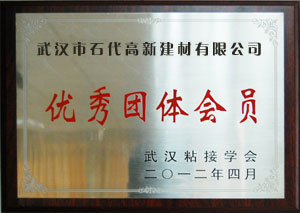 武汉市石代高新建材有限公司
优秀团体会员
武汉粘接学会
二〇一二年四月